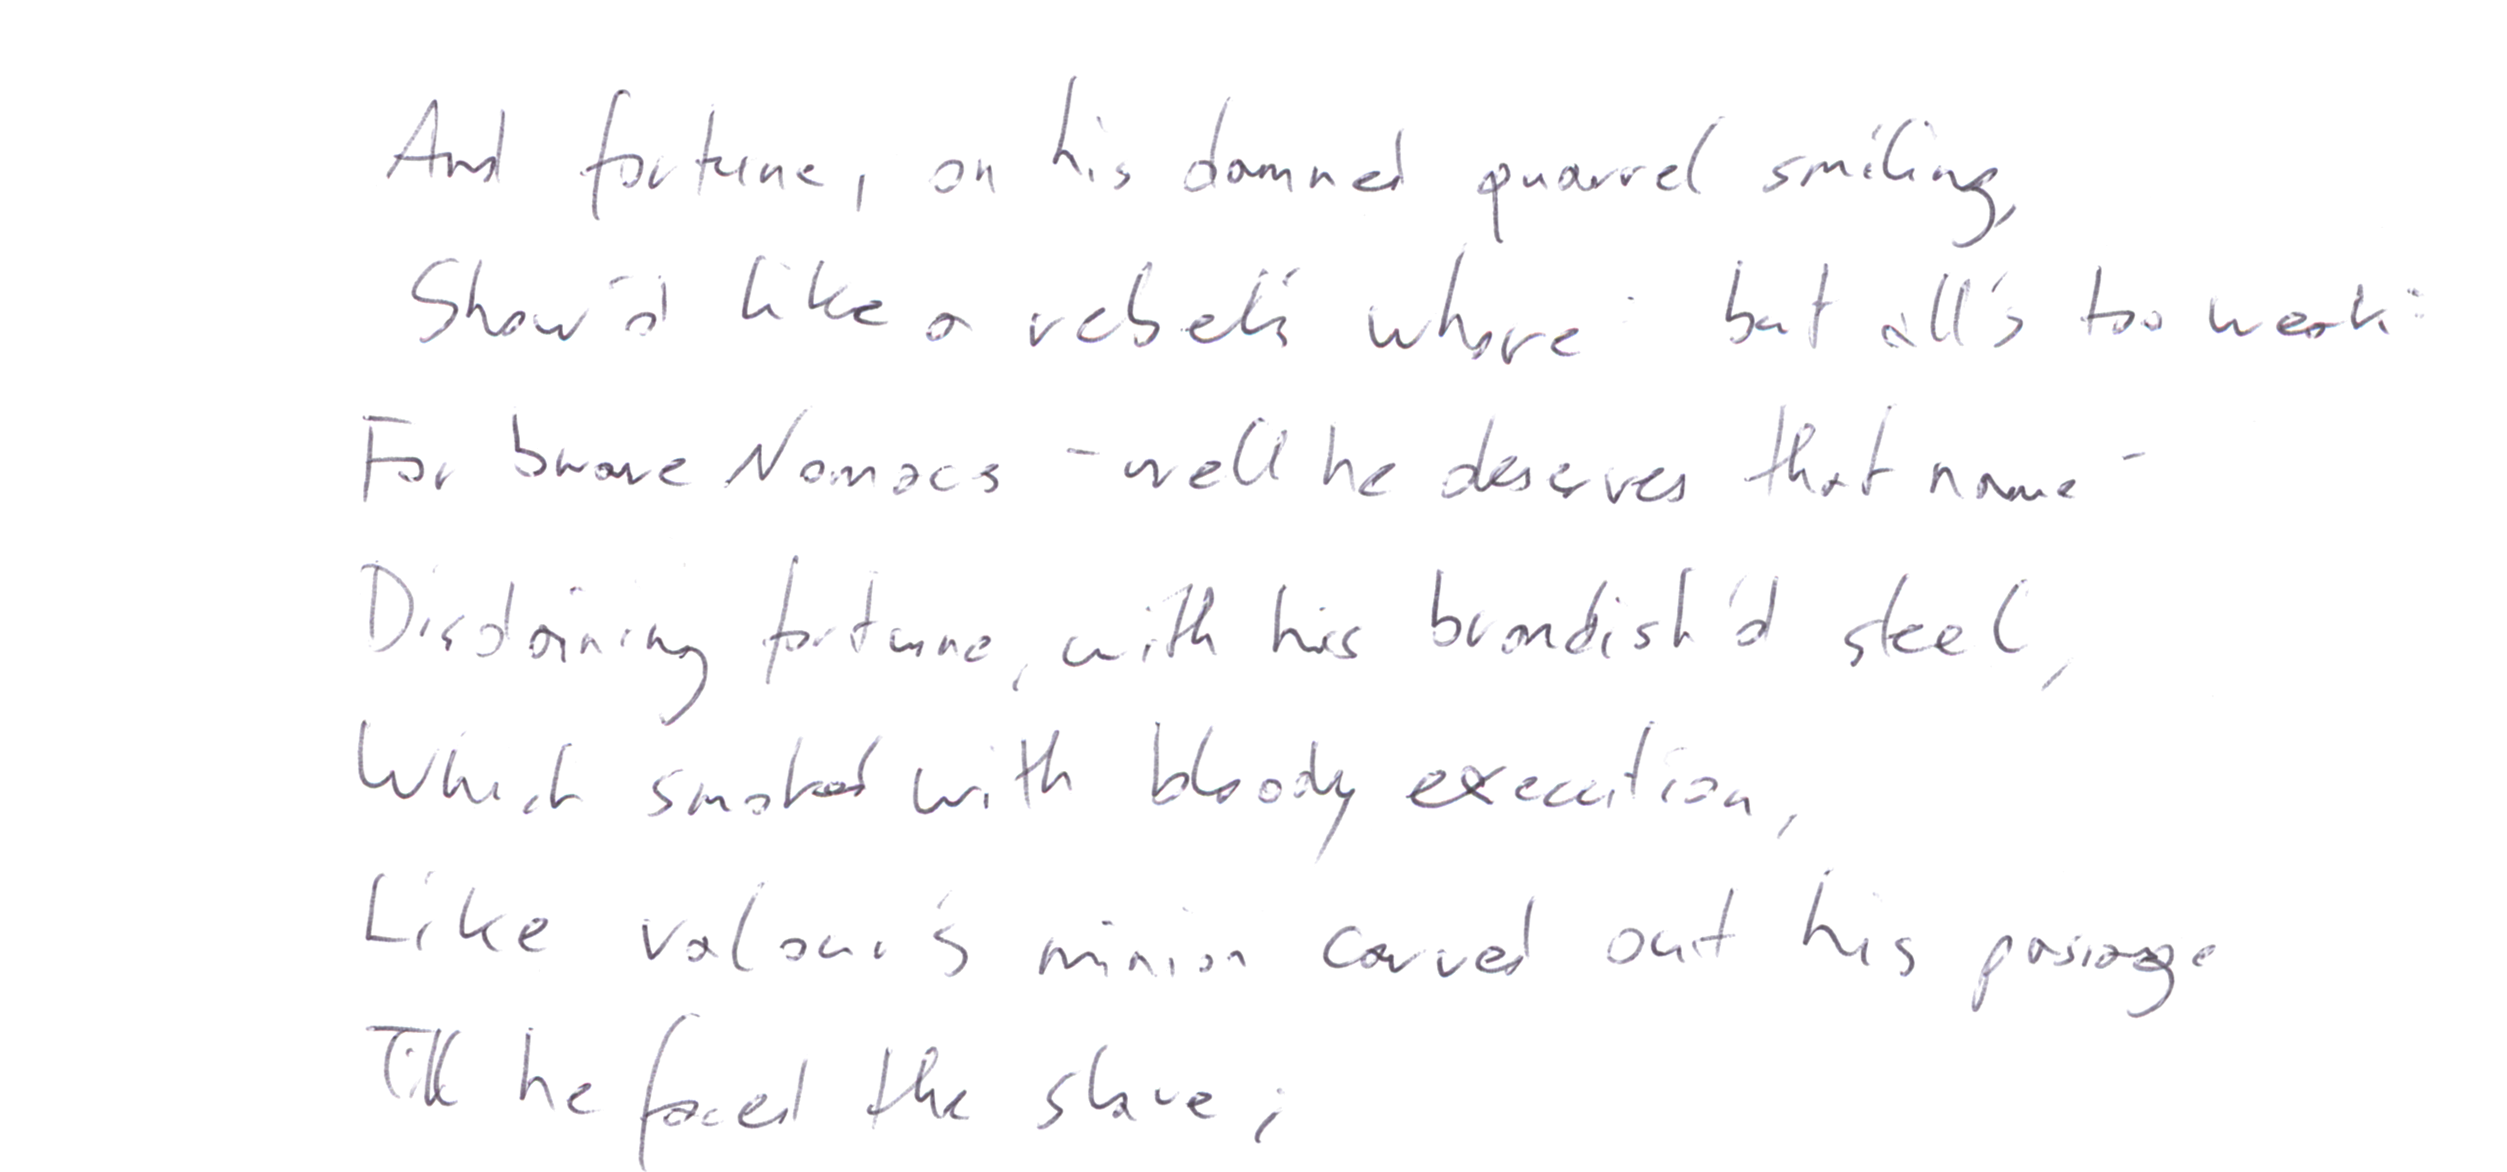 And fortune, on his damned quarrel smiling,
Show'd like a rebel's whore: but all's too weak:
For brave Nomacs -well he deserves that name-
Disdaining fortune, with his brandish'd steel,
Which smoked with bloody execution,
Like valour's minion carved out his passage
Till he faced the slave;